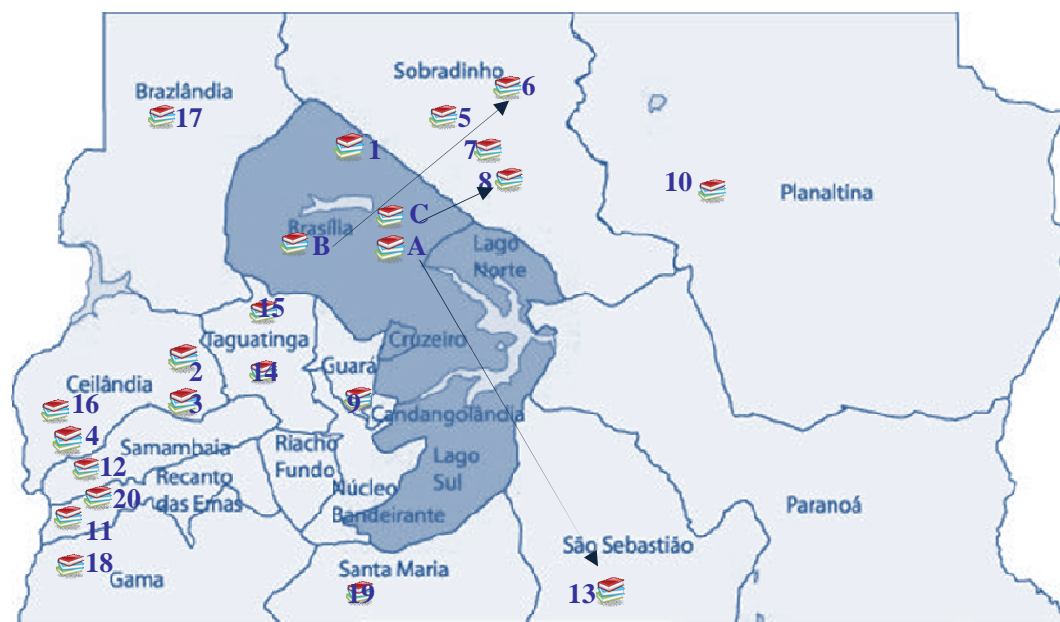 Sobradinho
6
Brazlândia
17
5
1
7
8
10
Planaltina
C
Brasília
B
A
Lago
Norte
15
Taguatinga
Cruzeiro
2
14
Guará
Ceilândia
3
9
16
Candangolândia
4
Samambaia
Riacho
Fundo
Lago
Sul
12
Recanto
das Emas
20
Núcleo
Bandeirante
Paranoá
11
São Sebastião
18
Gama
Santa Maria
19
13